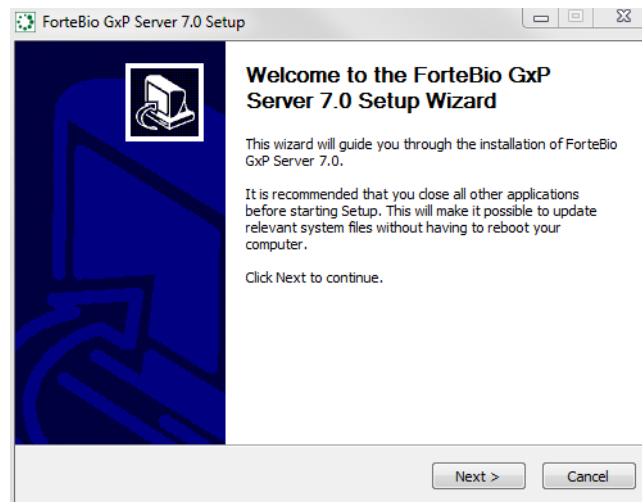 ForteBio GxP Server 7.0 Setup
Welcome to the ForteBio GxP
Server 7.0 Setup Wizard
This wizard will guide you through the installation of ForteBio
GxP Server 7.0.
It is recommended that you close all other applications
before starting Setup. This will make it possible to update
relevant system files without having to reboot your
computer.
Click Next to continue.
Next >
Cancel